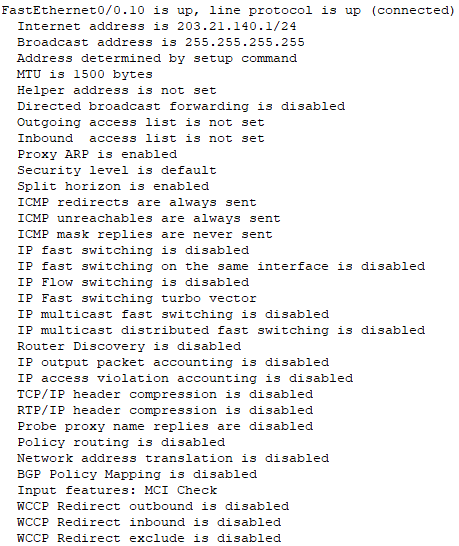 FastEthernet0/0.10 is up, line protocol is up (connected)
Internet address is 203.21.140.1/24
Broadcast address is 255.255.255.255
Address determined by setup command
MTU is 1500 bytes
Helper address is not set
Directed broadcast forwarding is disabled
Outgoing access list is not set
Inbound  access list is not set
Proxy ARP is enabled
Security level is default
Split horizon is enabled
ICMP redirects are always sent
ICMP unreachables are always sent
ICMP mask replies are never sent
IP fast switching is disabled
IP fast switching on the same interface is disabled
IP Flow switching is disabled
IP Fast switching turbo vector
IP multicast fast switching is disabled
IP multicast distributed fast switching is disabled
Router Discovery is disabled
IP output packet accounting is disabled
IP access violation accounting is disabled
TCP/IP header compression is disabled
RTP/IP header compression is disabled
Probe proxy name replies are disabled
Policy routing is disabled
Network address translation is disabled
BGP Policy Mapping is disabled
Input features: MCI Check
WCCP Redirect outbound is disabled
WCCP Redirect inbound is disabled
WCCP Redirect exclude is disabled